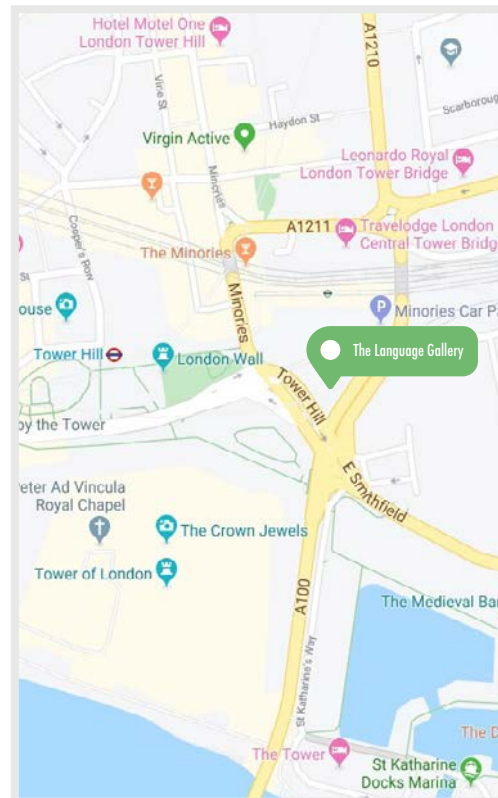 Hotel Motel One
London Tower Hill
A1210
Vine St
Scarboroug
Haydon St
Virgin Active
Leonardo Royal
London Tower Bridge
Minories
Cooper's Row
A1211
Travelodge London
Central Tower Bridg
The Minories
St
Minories
ouse
P
Minories Car Pa
Tower Hill
London Wall
The Language Gallery
Tower Hill
by the Tower
E Smithfield
eter Ad Vincula
Royal Chapel
The Crown Jewels
Tower of London
A100
The Medieval Ba
St Katharine's Way
The D
The Tower
St Katharine
Docks Marina